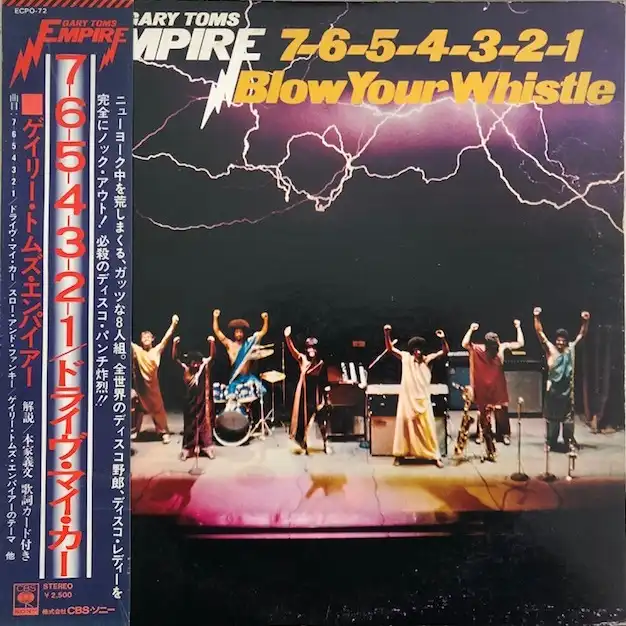 ECPO-72
GARY TOMS
EMPIRE
7-6-5-4-3-2-1/ドライヴ・マイ・カー
■ゲイリー・トムズ・エンパイアー
解説/本家義文 歌詞カード付き
曲目:7 6 5 4 3 2 1/ドライヴ・マイ・カー/スロー・アンド・ファンキー/ゲイリー・トムズ・エンパイアーのテーマ 他
STEREO
¥2,500
CBS
株式会社CBS・ソニー
GARY TOMS
EMPIRE
7-6-5-4-3-2-1
Blow Your Whistle
ニューヨーク中を荒しまくる、ガッツな8人組。全世界のディスコ野郎、ディスコ・レディーを
完全にノック・アウト! 必殺のディスコ・パンチ炸烈!!